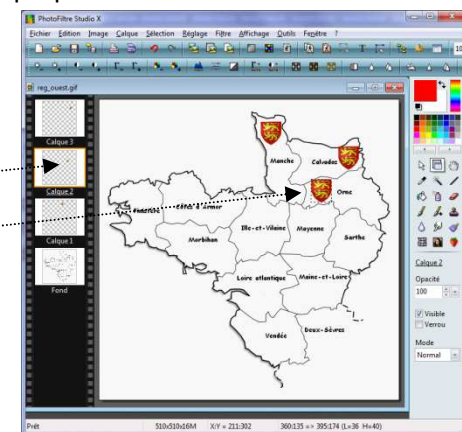 PhotoFiltre Studio X
Fichier Edition Image Calque Sélection Réglage Filtre Affichage Outils Fenêtre ?
reg_ouest.gif
Calque 3
Calque 2
Calque 1
Fond
Manche
Calvados
Orne
Finistère
Côtes d'Armor
Ille-et-Vilaine
Mayenne
Morbihan
Sarthe
Loire atlantique
Maine-et-Loire
Vendée
Deux-Sèvres
Calque 2
Opacité
100
Visible
Verrou
Mode
Normal
Prêt
510x510x16M
X:Y = 211:302
360:135 => 395:174 (L=36 H=40)